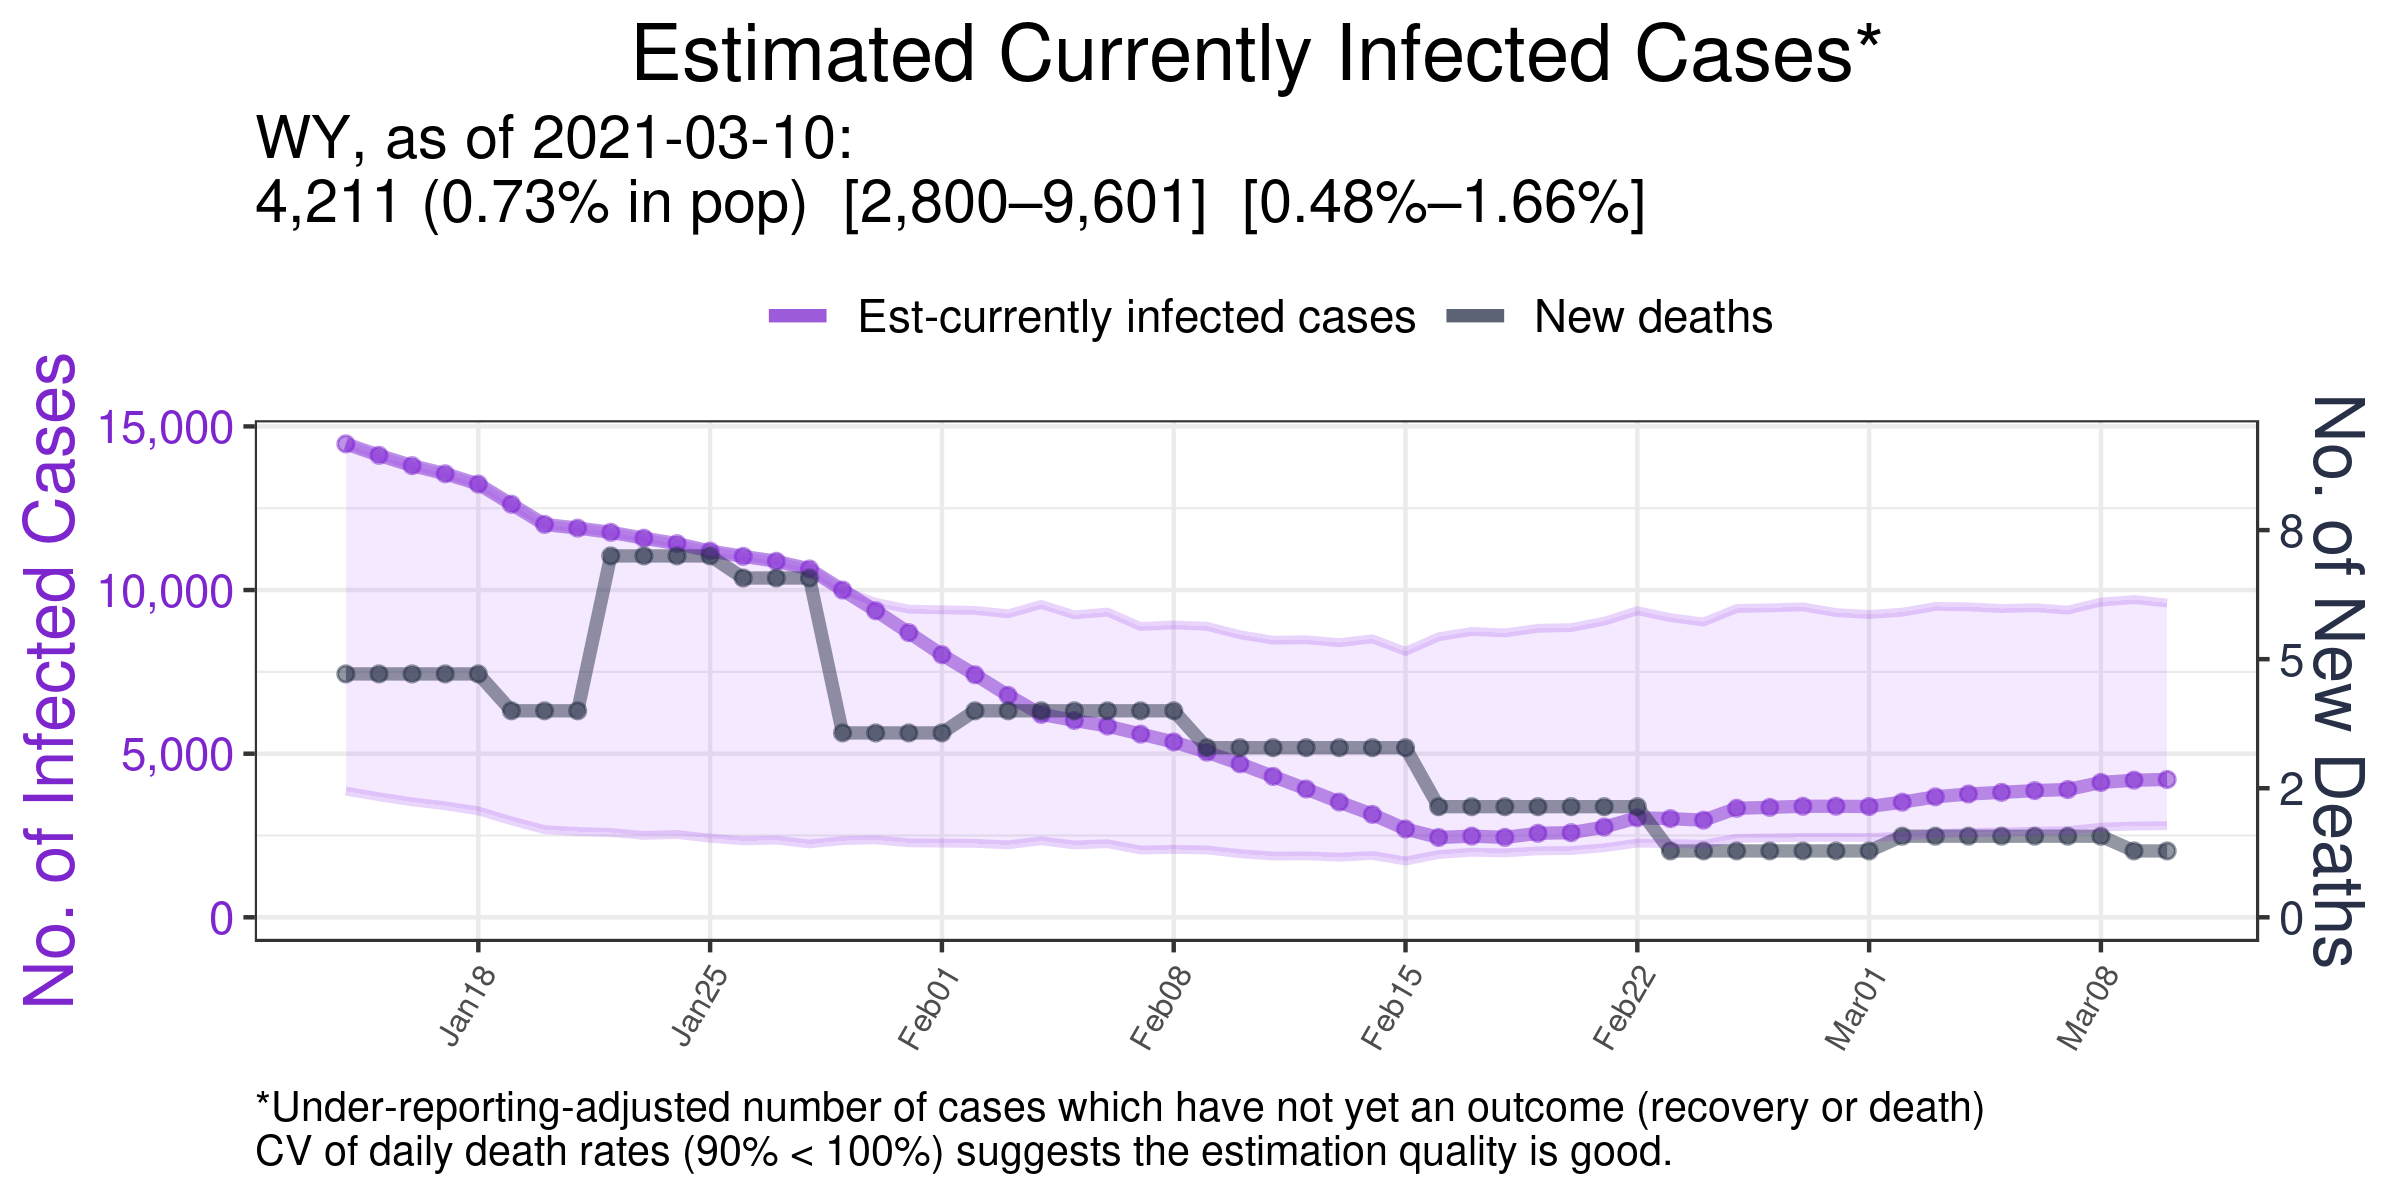 Estimated Currently Infected Cases*
WY, as of 2021-03-10:
4,211 (0.73% in pop)  [2,800–9,601]  [0.48%–1.66%]
Est-currently infected cases
New deaths
No. of Infected Cases
15,000
10,000
5,000
0
No. of New Deaths
8
5
2
0
Jan18
Jan25
Feb01
Feb08
Feb15
Feb22
Mar01
Mar08
*Under-reporting-adjusted number of cases which have not yet an outcome (recovery or death)
CV of daily death rates (90% < 100%) suggests the estimation quality is good.